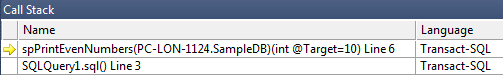 Call Stack
Name Language
spPrintEvenNumbers(PC-LON-1124.SampleDB)(int @Target=10) Line 6 Transact-SQL
SQLQuery1.sql() Line 3 Transact-SQL